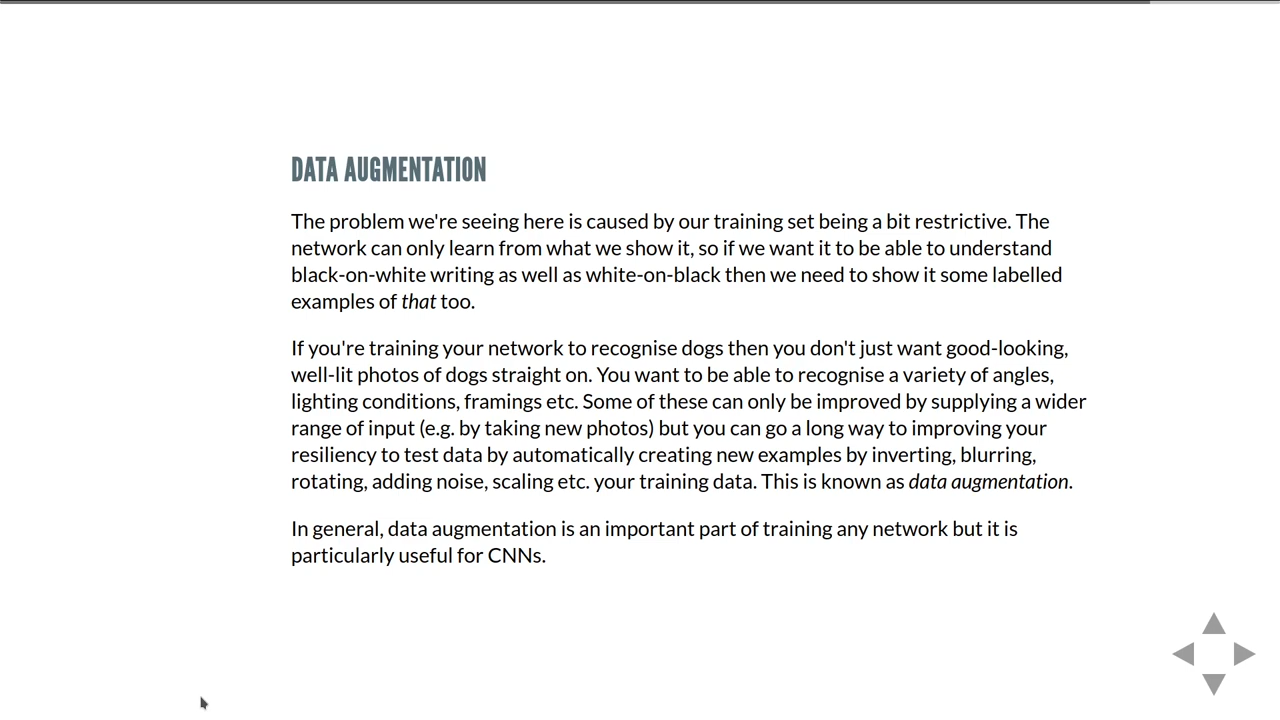 DATA AUGMENTATION
The problem we're seeing here is caused by our training set being a bit restrictive. The
network can only learn from what we show it, so if we want it to be able to understand
black-on-white writing as well as white-on-black then we need to show it some labelled
examples of that too.
If you're training your network to recognise dogs then you don't just want good-looking,
well-lit photos of dogs straight on. You want to be able to recognise a variety of angles,
lighting conditions, framings etc. Some of these can only be improved by supplying a wider
range of input (e.g. by taking new photos) but you can go a long way to improving your
resiliency to test data by automatically creating new examples by inverting, blurring,
rotating, adding noise, scaling etc. your training data. This is known as data augmentation.
In general, data augmentation is an important part of training any network but it is
particularly useful for CNNs.